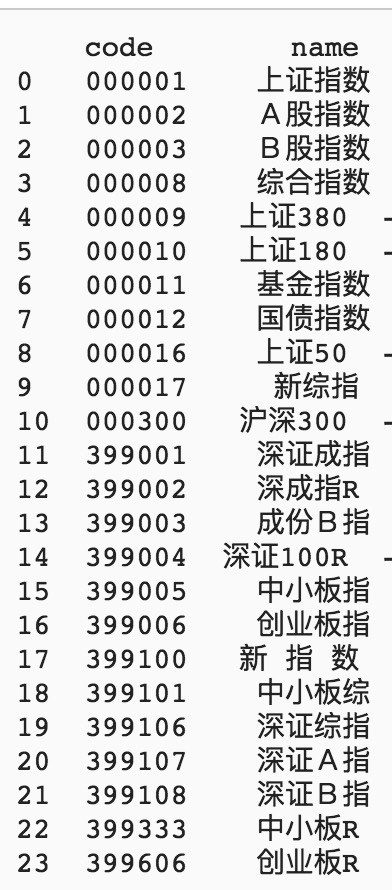 code name
0 000001 上证指数
1 000002 Ａ股指数
2 000003 Ｂ股指数
3 000008 综合指数
4 000009 上证380 -
5 000010 上证180 -
6 000011 基金指数
7 000012 国债指数
8 000016 上证50 -
9 000017 新综指
10 000300 沪深300 -
11 399001 深证成指
12 399002 深成指R
13 399003 成份Ｂ指
14 399004 深证100R -
15 399005 中小板指
16 399006 创业板指
17 399100 新 指 数
18 399101 中小板综
19 399106 深证综指
20 399107 深证Ａ指
21 399108 深证Ｂ指
22 399333 中小板R
23 399606 创业板R